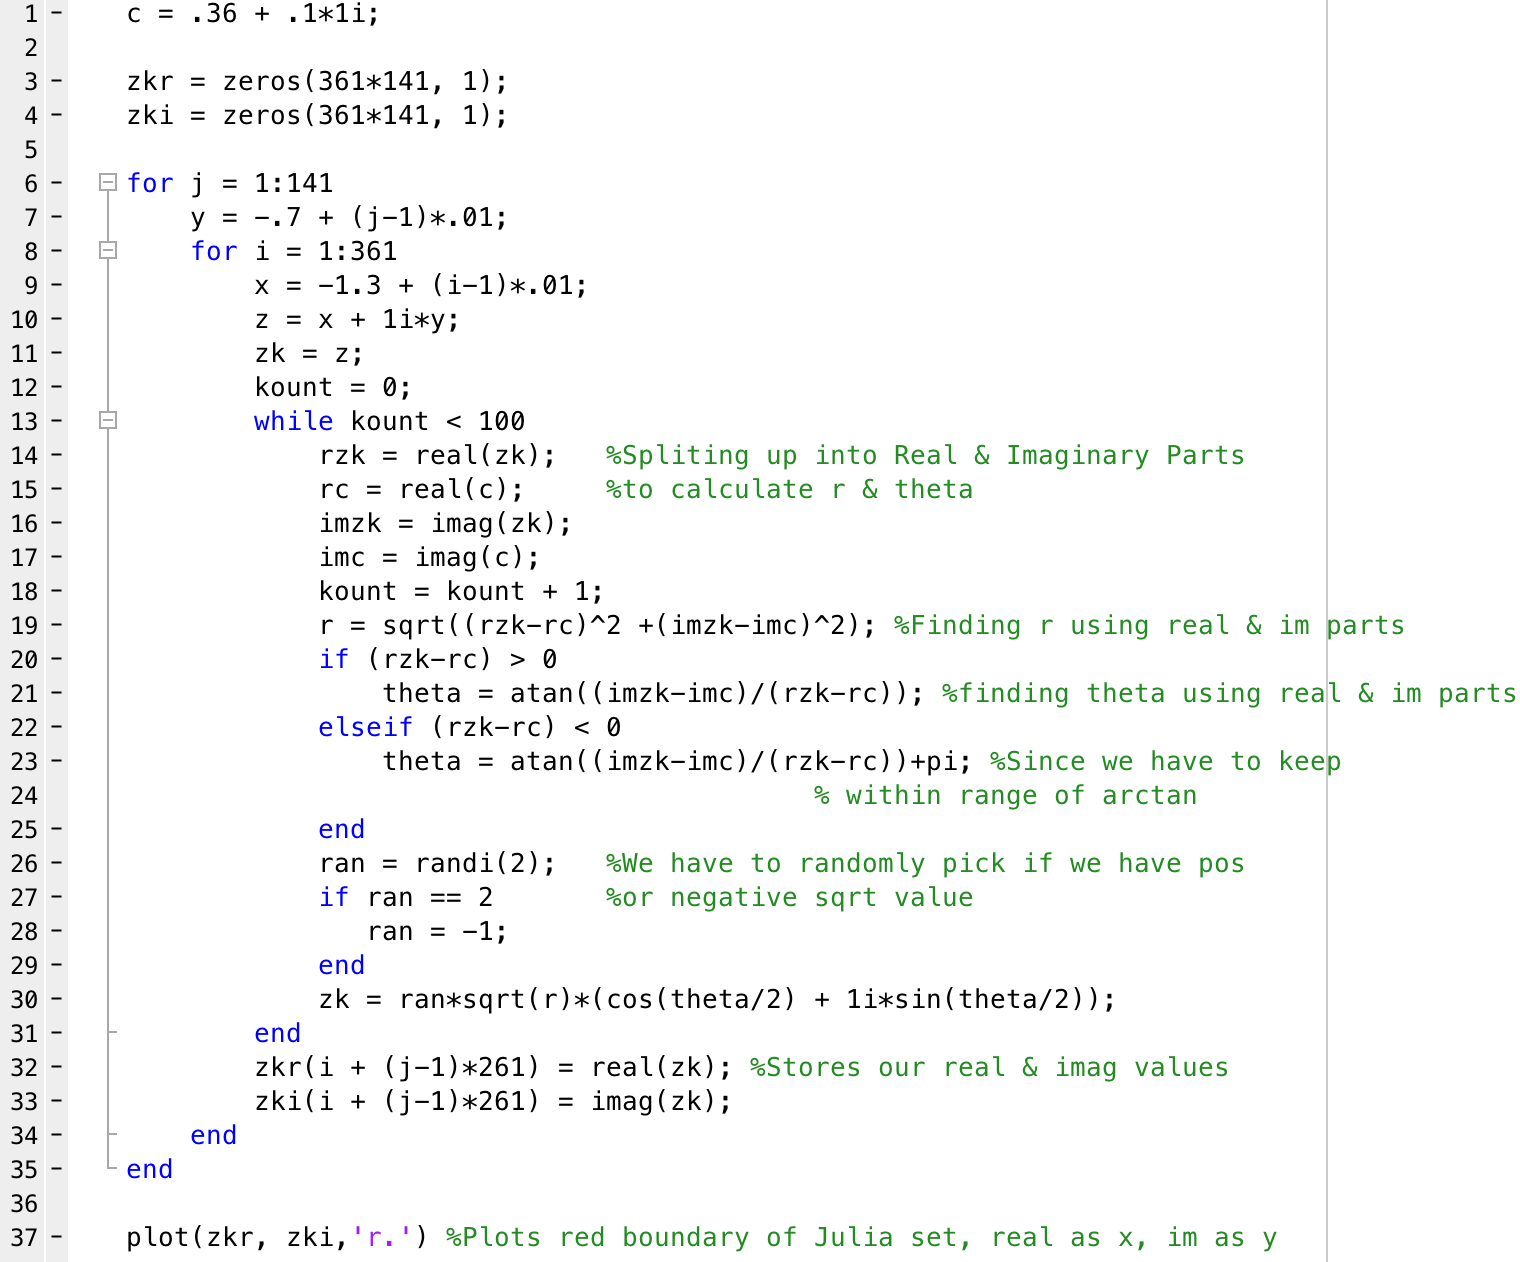 1 - c = .36 + .1*1i;
2
3 - zkr = zeros(361*141, 1);
4 - zki = zeros(361*141, 1);
5
6 - for j = 1:141
7 - y = -.7 + (j-1)*.01;
8 - for i = 1:361
9 - x = -1.3 + (i-1)*.01;
10 - z = x + 1i*y;
11 - zk = z;
12 - kount = 0;
13 - while kount < 100
14 - rzk = real(zk); %Spliting up into Real & Imaginary Parts
15 - rc = real(c); %to calculate r & theta
16 - imzk = imag(zk);
17 - imc = imag(c);
18 - kount = kount + 1;
19 - r = sqrt((rzk-rc)^2 +(imzk-imc)^2); %Finding r using real & im parts
20 - if (rzk-rc) > 0
21 - theta = atan((imzk-imc)/(rzk-rc)); %finding theta using real & im parts
22 - elseif (rzk-rc) < 0
23 - theta = atan((imzk-imc)/(rzk-rc))+pi; %Since we have to keep
24 % within range of arctan
25 - end
26 - ran = randi(2); %We have to randomly pick if we have pos
27 - if ran == 2 %or negative sqrt value
28 - ran = -1;
29 - end
30 - zk = ran*sqrt(r)*(cos(theta/2) + 1i*sin(theta/2));
31 - end
32 - zkr(i + (j-1)*261) = real(zk); %Stores our real & imag values
33 - zki(i + (j-1)*261) = imag(zk);
34 - end
35 - end
36
37 - plot(zkr, zki,'r.') %Plots red boundary of Julia set, real as x, im as y